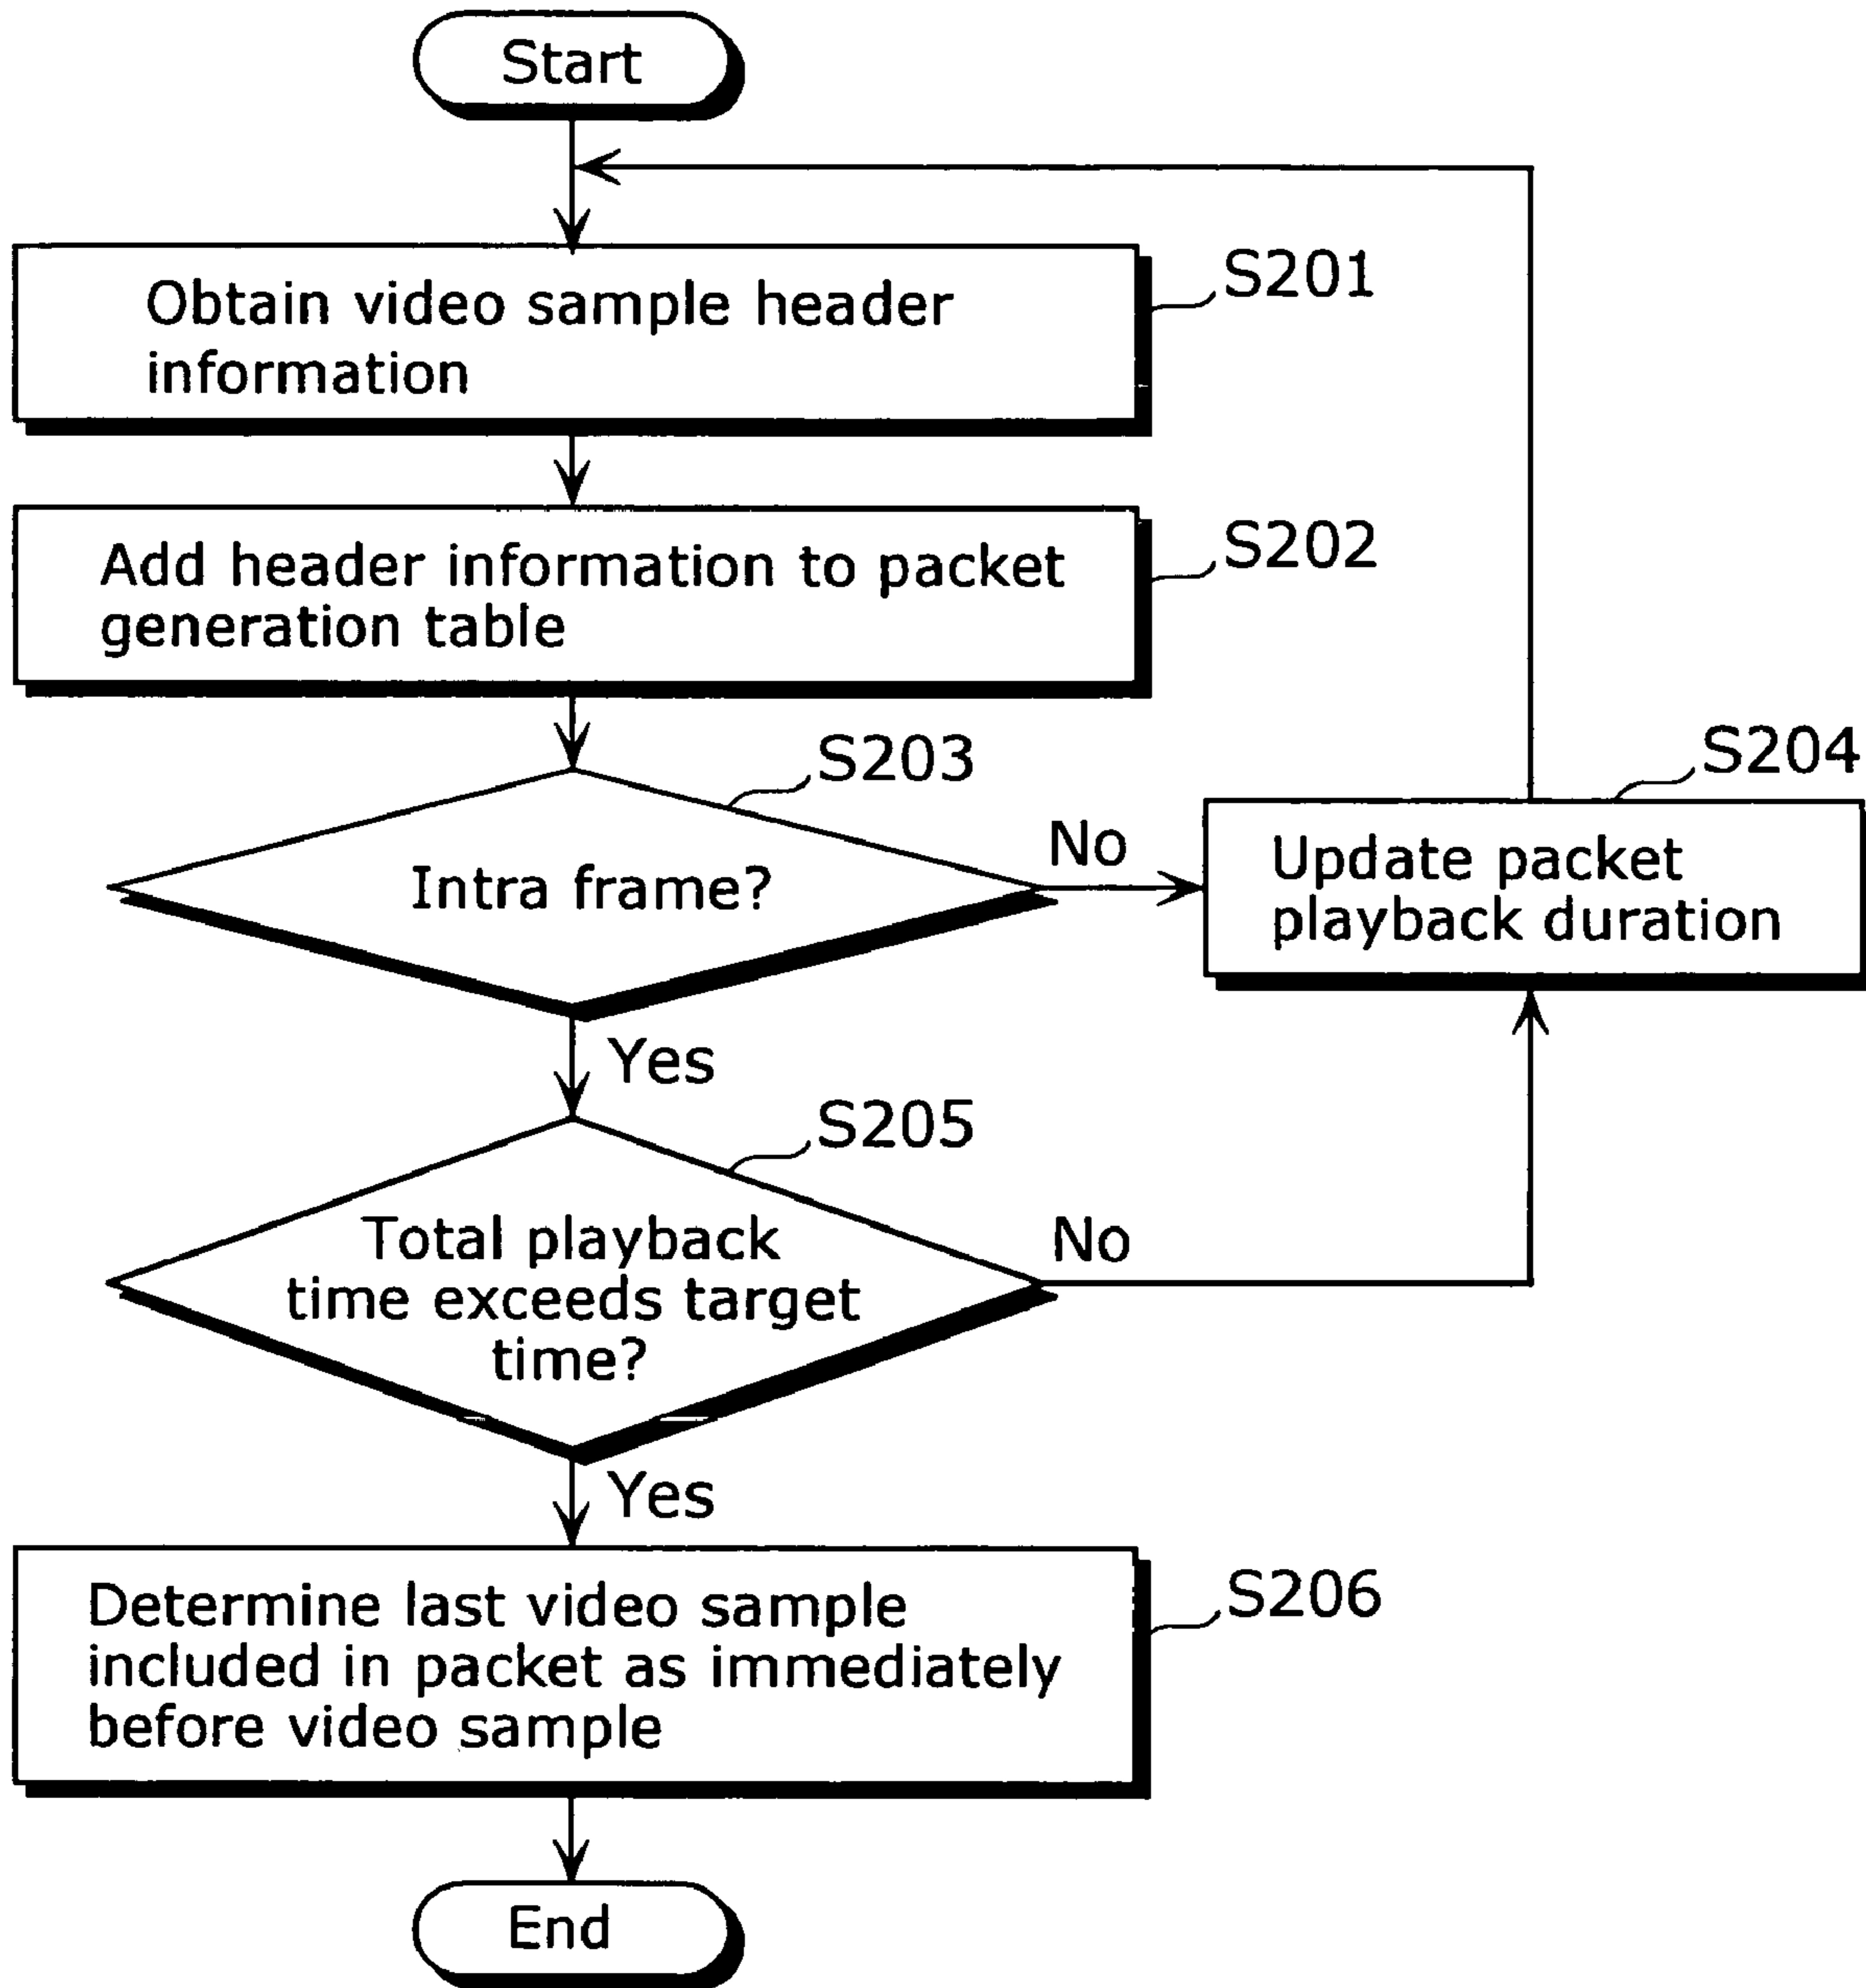 Start
Obtain video sample header
information
S201
Add header information to packet
generation table
S202
S203
Intra frame?
No
S204
Update packet
playback duration
Yes
S205
Total playback
time exceeds target
time?
No
Yes
Determine last video sample
included in packet as immediately
before video sample
S206
End